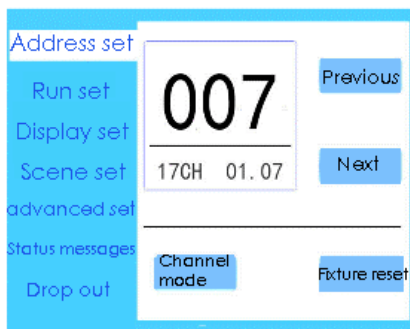 Address set
Run set
Display set
Scene set
advanced set
Status messages
Drop out
007
17CH 01.07
Previous
Next
Channel
mode
Fixture reset